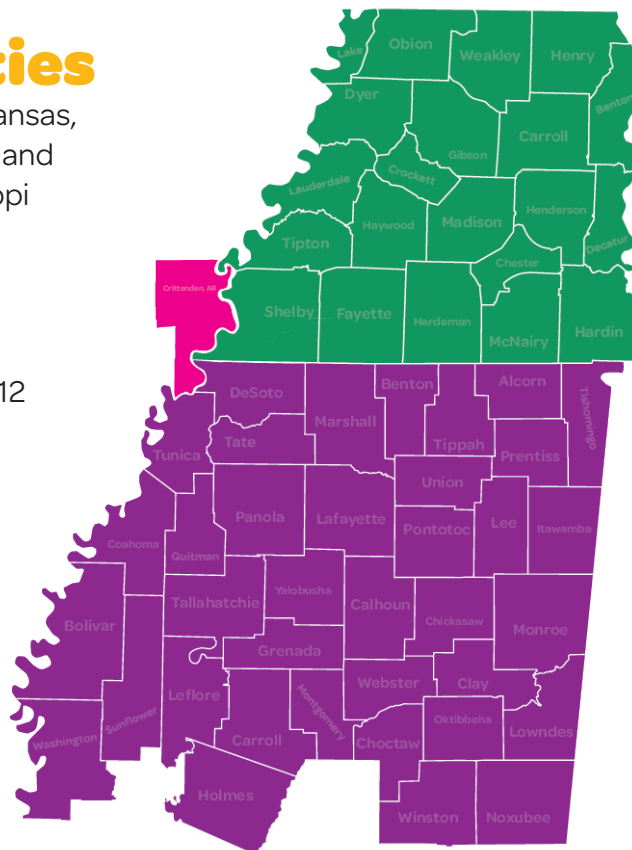 ties
ansas,
and
opi
12
Lake
Obion
Weakley
Henry
Benton
Dyer
Gibson
Carroll
Crockett
Lauderdale
Haywood
Madison
Henderson
Decatur
Tipton
Chester
Crittenden, AR
Shelby
Fayette
Hardeman
McNairy
Hardin
DeSoto
Marshall
Benton
Alcorn
Tishomingo
Tunica
Tate
Tippah
Prentiss
Union
Panola
Lafayette
Pontotoc
Lee
Itawamba
Coahoma
Quitman
Tallahatchie
Yalobusha
Calhoun
Chickasaw
Monroe
Bolivar
Grenada
Leflore
Webster
Clay
Montgomery
Sunflower
Washington
Carroll
Choctaw
Oktibbeha
Lowndes
Holmes
Winston
Noxubee